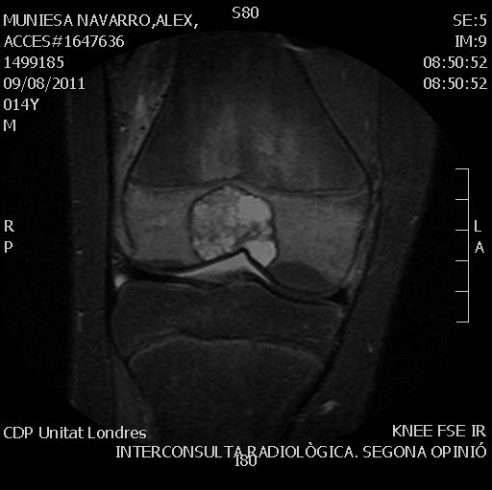 S80
MUNIESA NAVARRO,ALEX,
ACCES#1647636
1499185
09/08/2011
014Y
M
SE:5
IM:9
08:50:52
08:50:52
R
P
L
A
CDP Unitat Londres
KNEE FSE IR
INTERCONSULTA RADIOLÒGICA. SEGONA OPINIÓ
I80